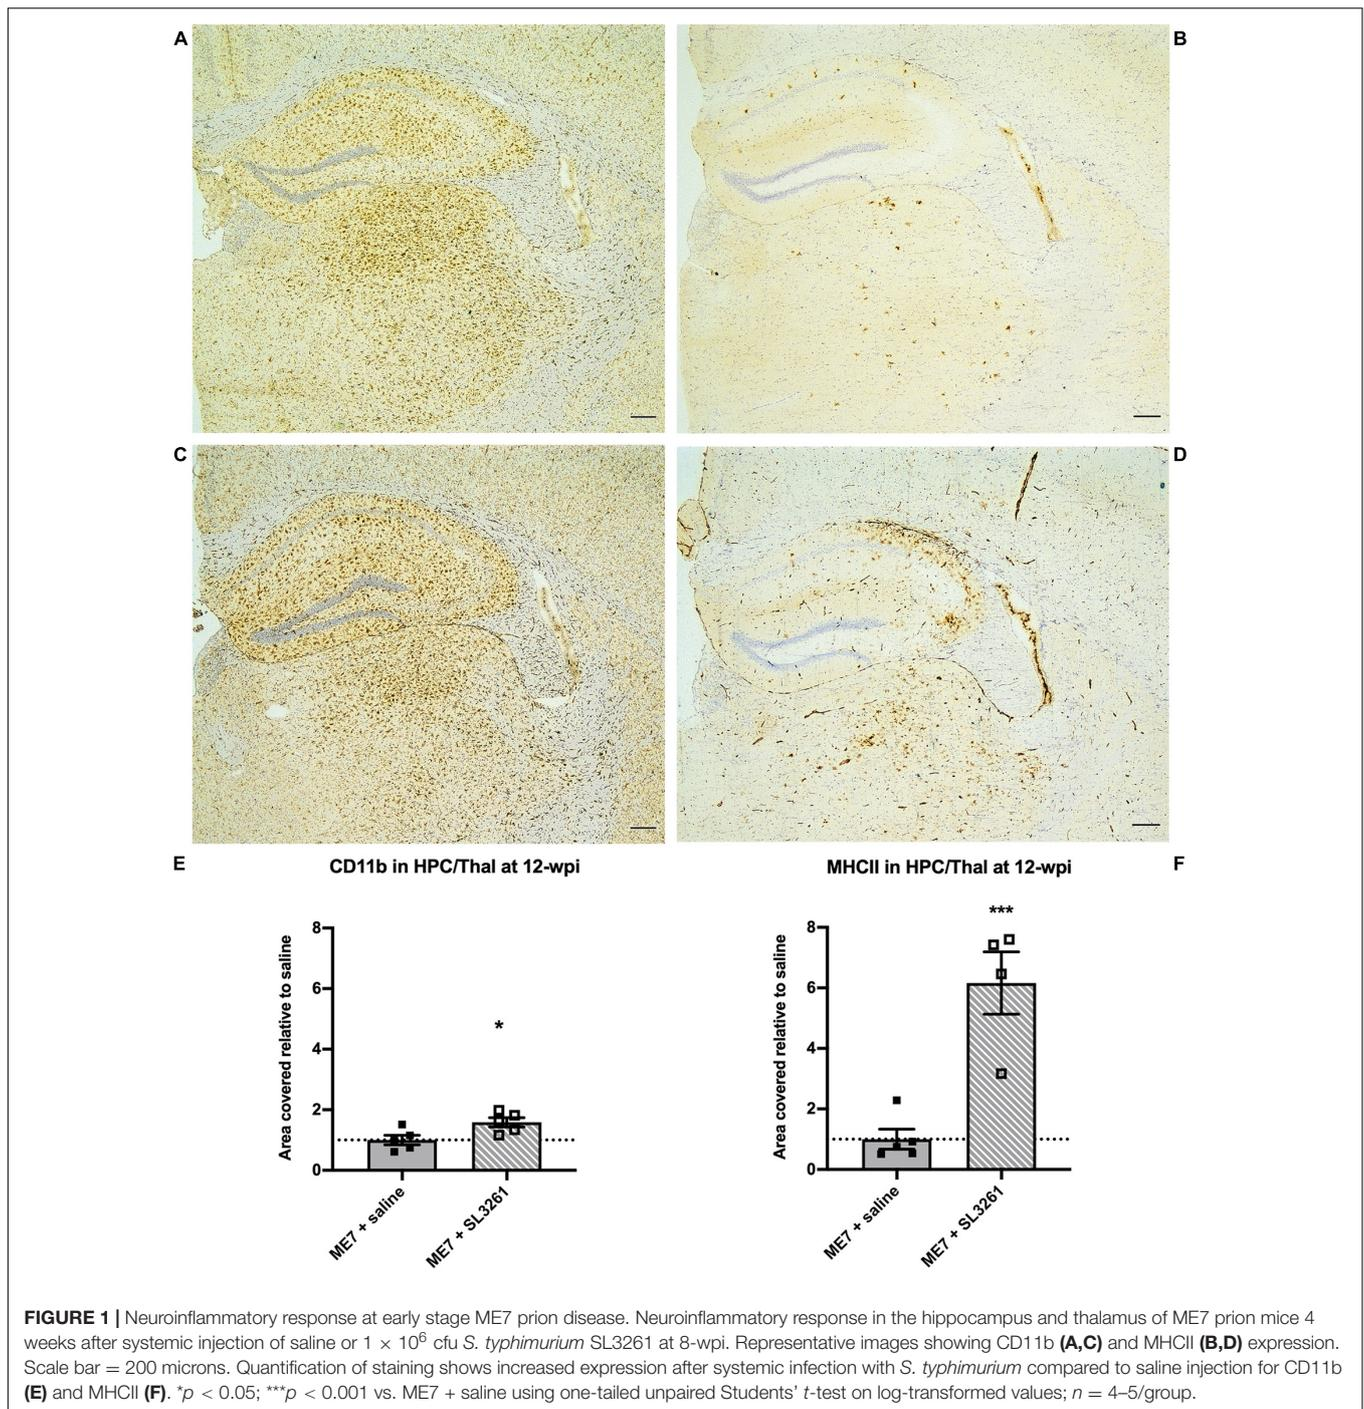 A
B
C
D
E
CD11b in HPC/Thal at 12-wpi
MHCII in HPC/Thal at 12-wpi
F
***
Area covered relative to saline
8
6
4
2
0
*
ME7 + saline
ME7 + SL3261
Area covered relative to saline
8
6
4
2
0
ME7 + saline
ME7 + SL3261
FIGURE 1 | Neuroinflammatory response at early stage ME7 prion disease. Neuroinflammatory response in the hippocampus and thalamus of ME7 prion mice 4
weeks after systemic injection of saline or 1 × 10⁶ cfu S. typhimurium SL3261 at 8-wpi. Representative images showing CD11b (A,C) and MHCII (B,D) expression.
Scale bar = 200 microns. Quantification of staining shows increased expression after systemic infection with S. typhimurium compared to saline injection for CD11b
(E) and MHCII (F). *p < 0.05; ***p < 0.001 vs. ME7 + saline using one-tailed unpaired Students' t-test on log-transformed values; n = 4–5/group.